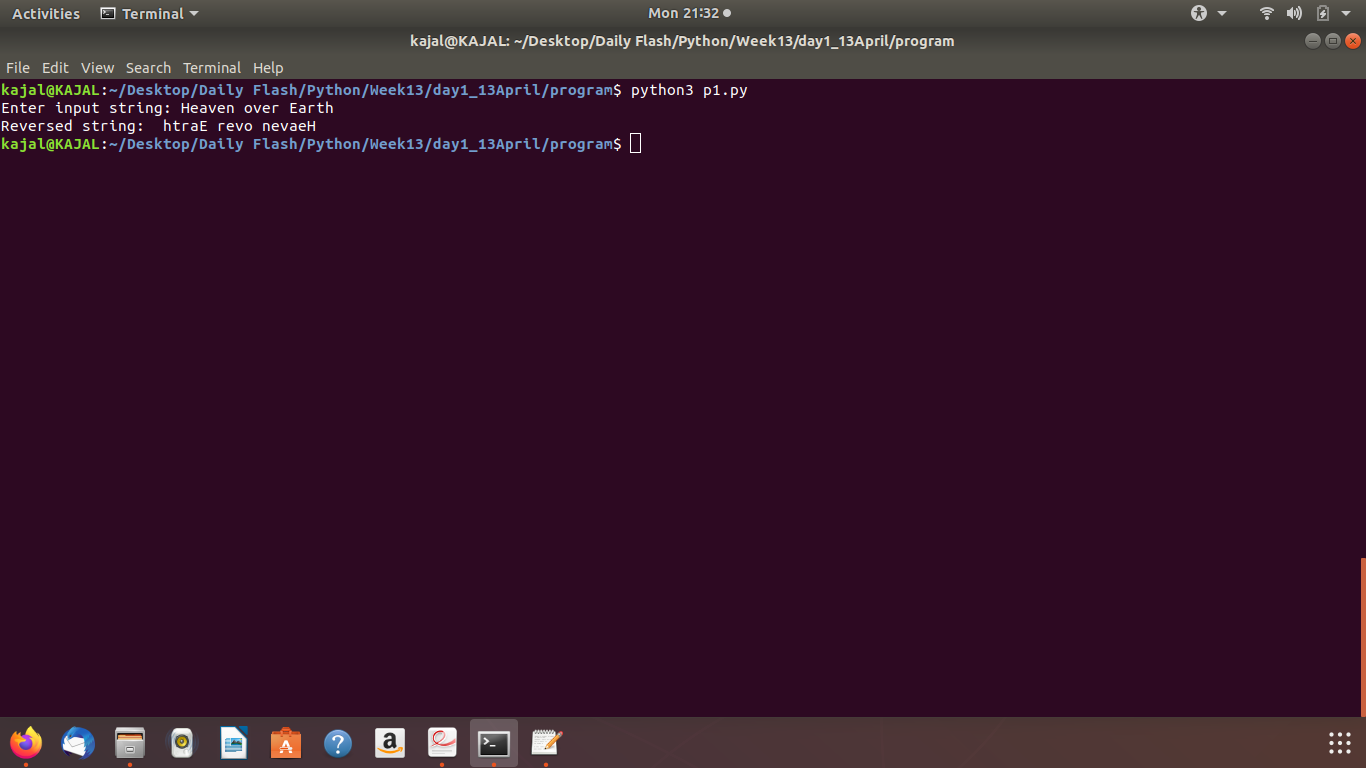 Activities Terminal Mon 21:32
kajal@KAJAL: ~/Desktop/Daily Flash/Python/Week13/day1_13April/program
File Edit View Search Terminal Help
kajal@KAJAL:~/Desktop/Daily Flash/Python/Week13/day1_13April/program$ python3 p1.py
Enter input string: Heaven over Earth
Reversed string:  htraE revo nevaeH
kajal@KAJAL:~/Desktop/Daily Flash/Python/Week13/day1_13April/program$